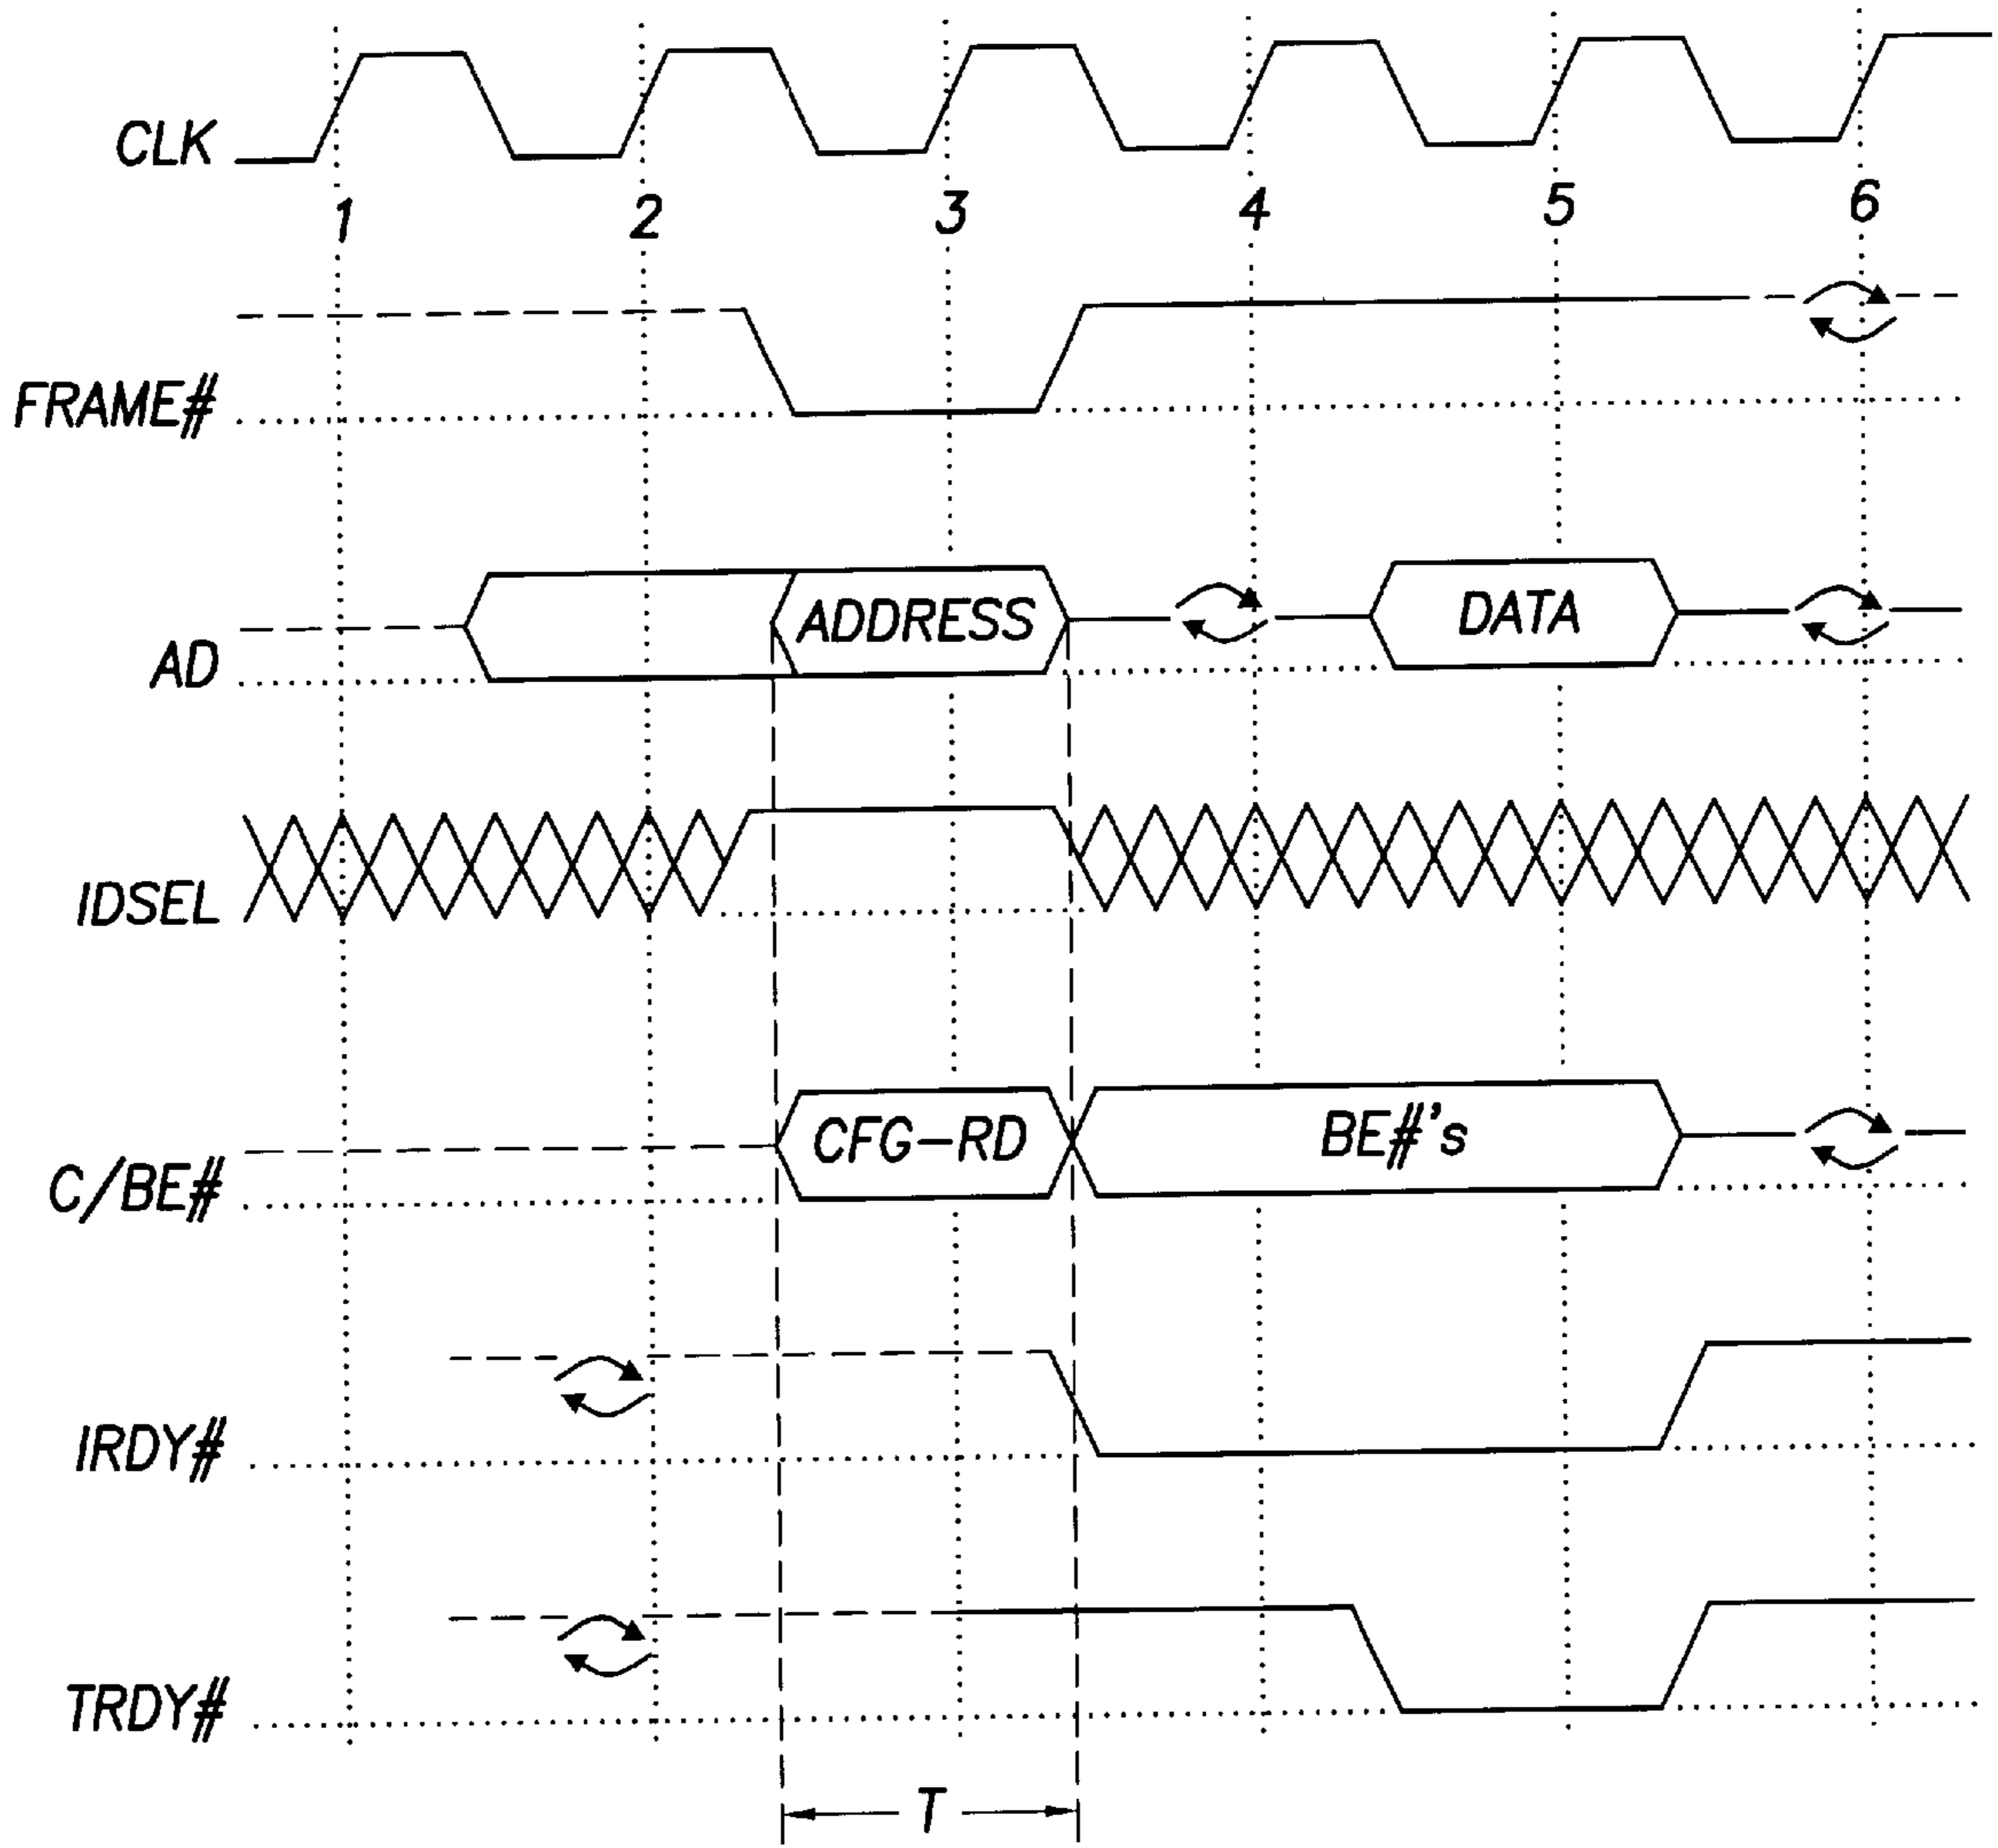 CLK
1 2 3 4 5 6
FRAME#
AD
ADDRESS
DATA
IDSEL
C/BE#
CFG-RD
BE#'s
IRDY#
TRDY#
T